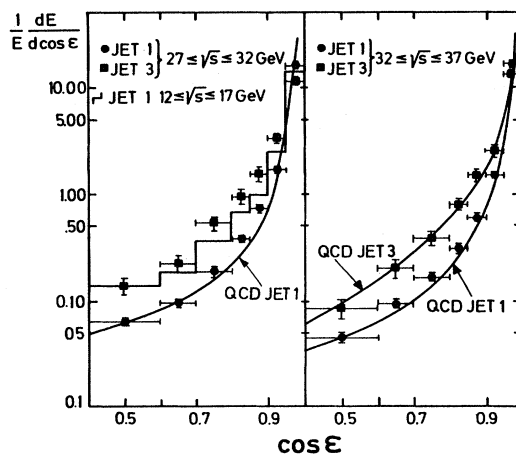 1/E dE/dcosε
● JET 1 } 27 ≤ √s ≤ 32 GeV
■ JET 3
JET 1 12 ≤ √s ≤ 17 GeV
● JET 1 } 32 ≤ √s ≤ 37 GeV
■ JET 3
10.00
5.00
1.00
.50
0.10
0.5
0.1
QCD JET 1
QCD JET 3
QCD JET 1
0.5 0.7 0.9 0.5 0.7 0.9
cos ε